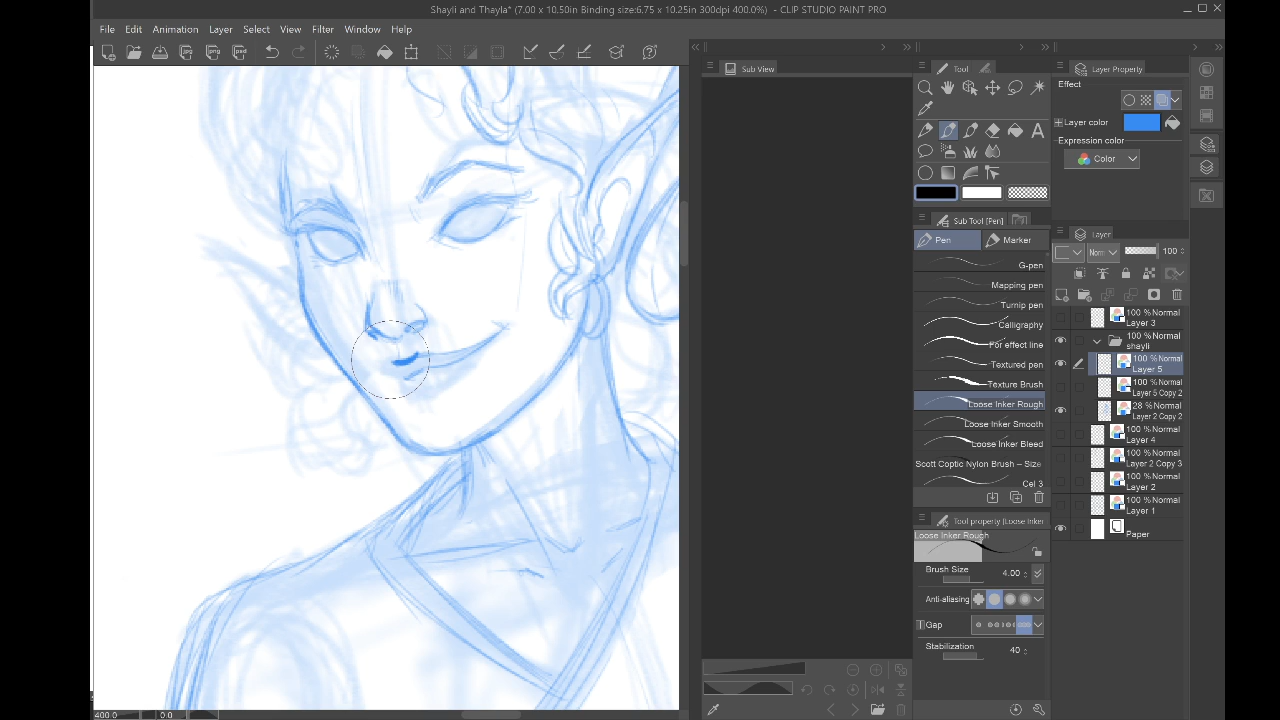 Shayli and Thayla* (7.00 x 10.50in Binding size:6.75 x 10.25in 300dpi 400.0%) - CLIP STUDIO PAINT PRO
File Edit Animation Layer Select View Filter Window Help
Sub View
Tool
Layer Property
Effect
Layer color
Expression color
Color
Sub Tool [Pen]
Pen
Marker
G-pen
Mapping pen
Turnip pen
Calligraphy
For effect line
Textured pen
Texture Brush
Loose Inker Rough
Loose Inker Smooth
Loose Inker Bleed
Scott Coptic Nylon Brush – Size
Cel 3
Tool property [Loose Inker
Loose Inker Rough
Brush Size 4.00
Anti-aliasing
Gap
Stabilization 40
Layer
Norm 100
100 % Normal
Layer 3
100 % Normal
shayli
100 % Normal
Layer 5
100 % Normal
Layer 5 Copy 2
28 % Normal
Layer 2 Copy 2
100 % Normal
Layer 4
100 % Normal
Layer 2 Copy 3
100 % Normal
Layer 2
100 % Normal
Layer 1
Paper
400.0 0.0